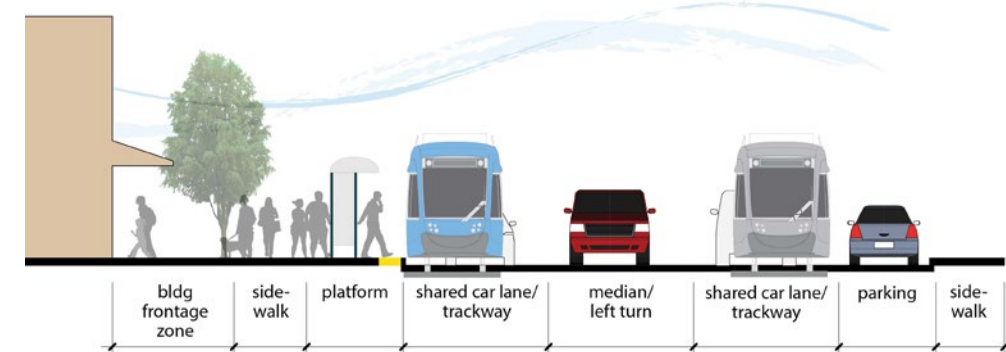 bldg
frontage
zone
side-
walk
platform
shared car lane/
trackway
median/
left turn
shared car lane/
trackway
parking
side-
walk